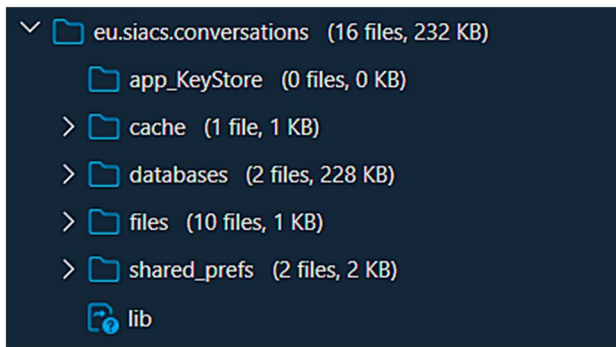 eu.siacs.conversations (16 files, 232 KB)
app_KeyStore (0 files, 0 KB)
cache (1 file, 1 KB)
databases (2 files, 228 KB)
files (10 files, 1 KB)
shared_prefs (2 files, 2 KB)
lib